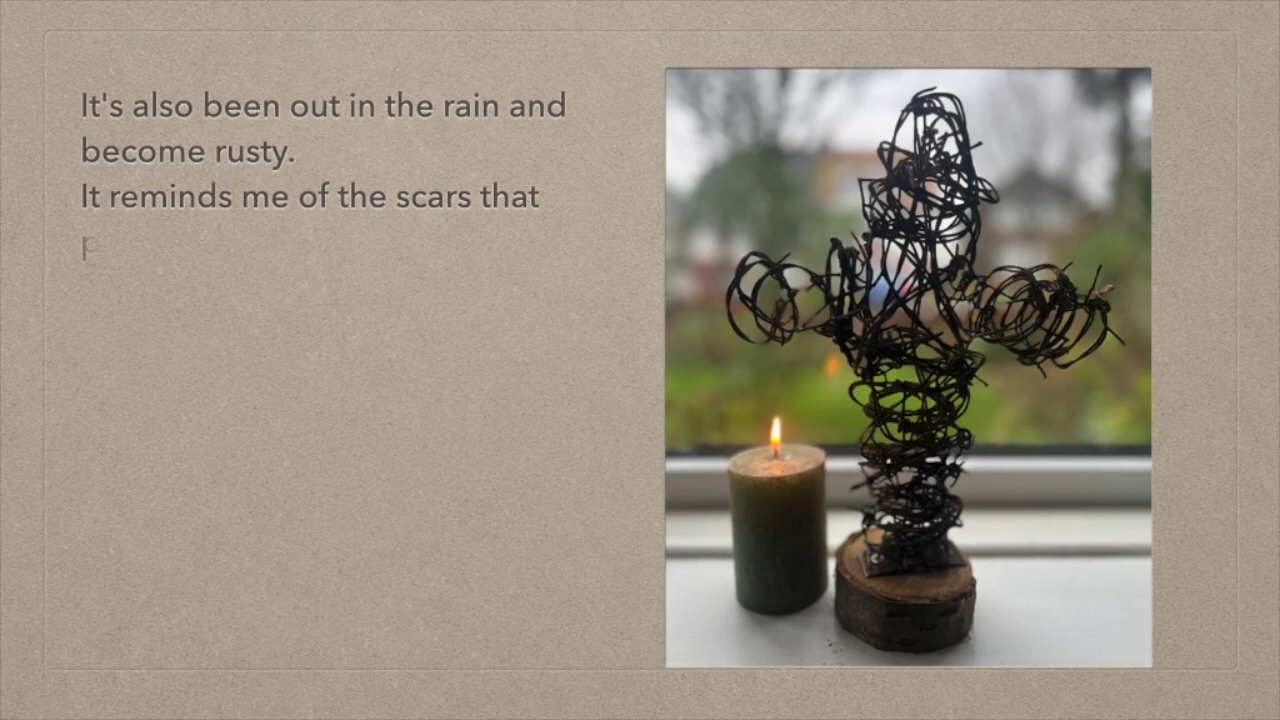 It's also been out in the rain and
become rusty.
It reminds me of the scars that
p